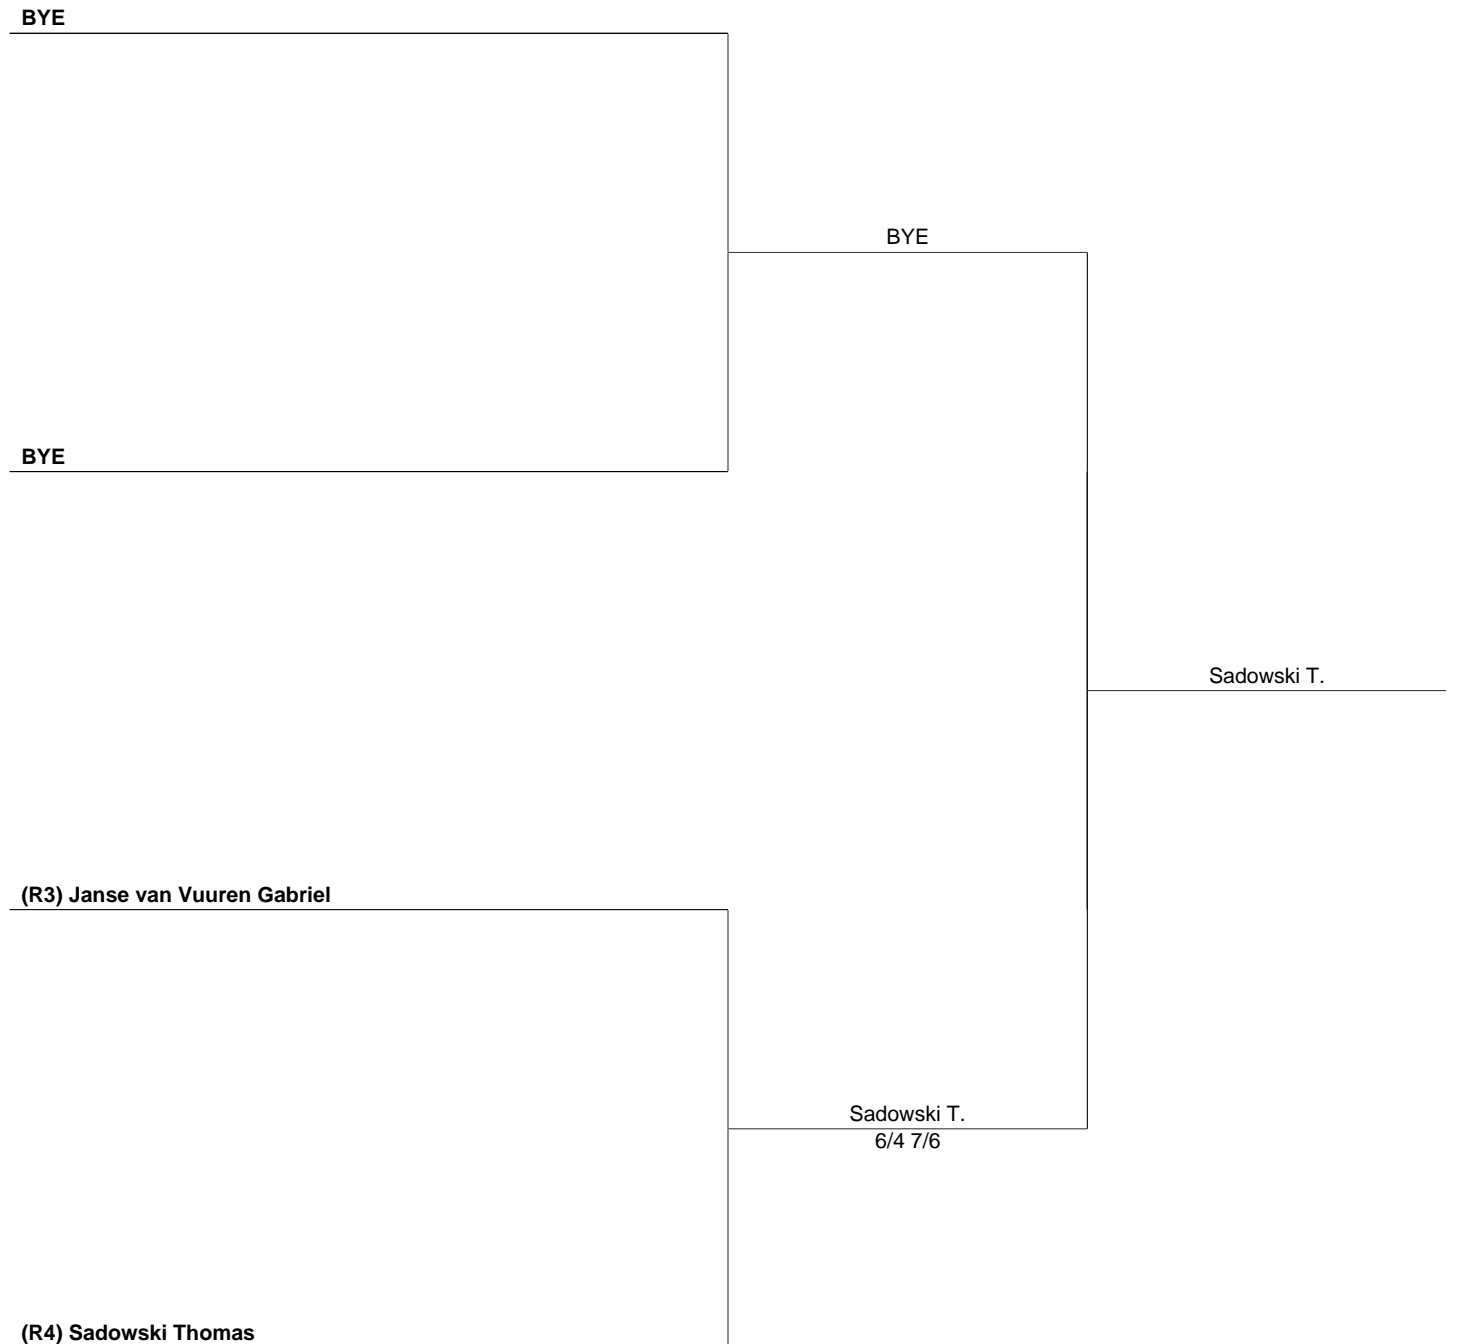 BYE
BYE
BYE
Sadowski T.
(R3) Janse van Vuuren Gabriel
Sadowski T.
6/4 7/6
(R4) Sadowski Thomas